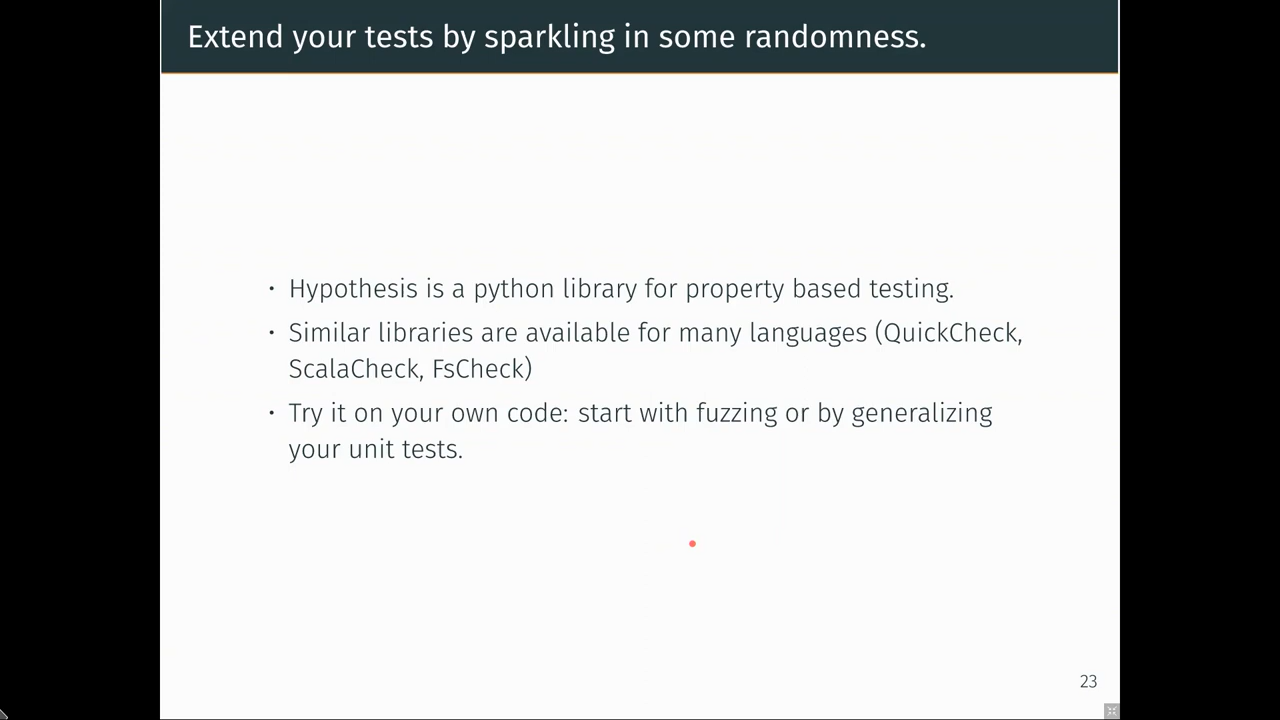 Extend your tests by sparkling in some randomness.
• Hypothesis is a python library for property based testing.
• Similar libraries are available for many languages (QuickCheck,
ScalaCheck, FsCheck)
• Try it on your own code: start with fuzzing or by generalizing
your unit tests.
23